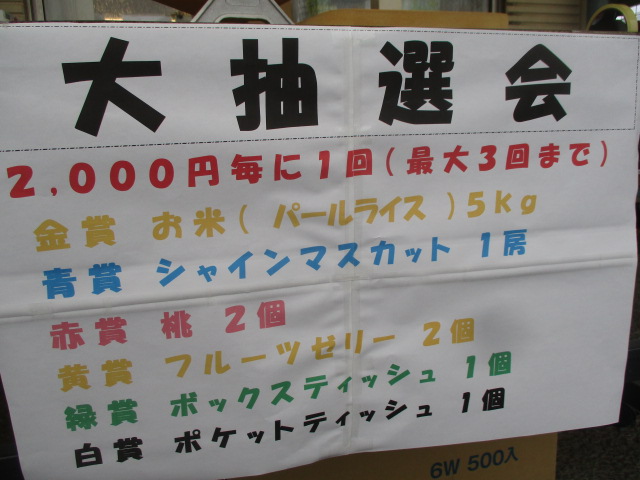 大抽選会
2,000円毎に1回(最大3回まで)
金賞 お米( パールライス )5kg
青賞 シャインマスカット 1房
赤賞 桃 2個
黄賞 フルーツゼリー 2個
緑賞 ボックスティッシュ 1個
白賞 ポケットティッシュ 1個
6W 500入